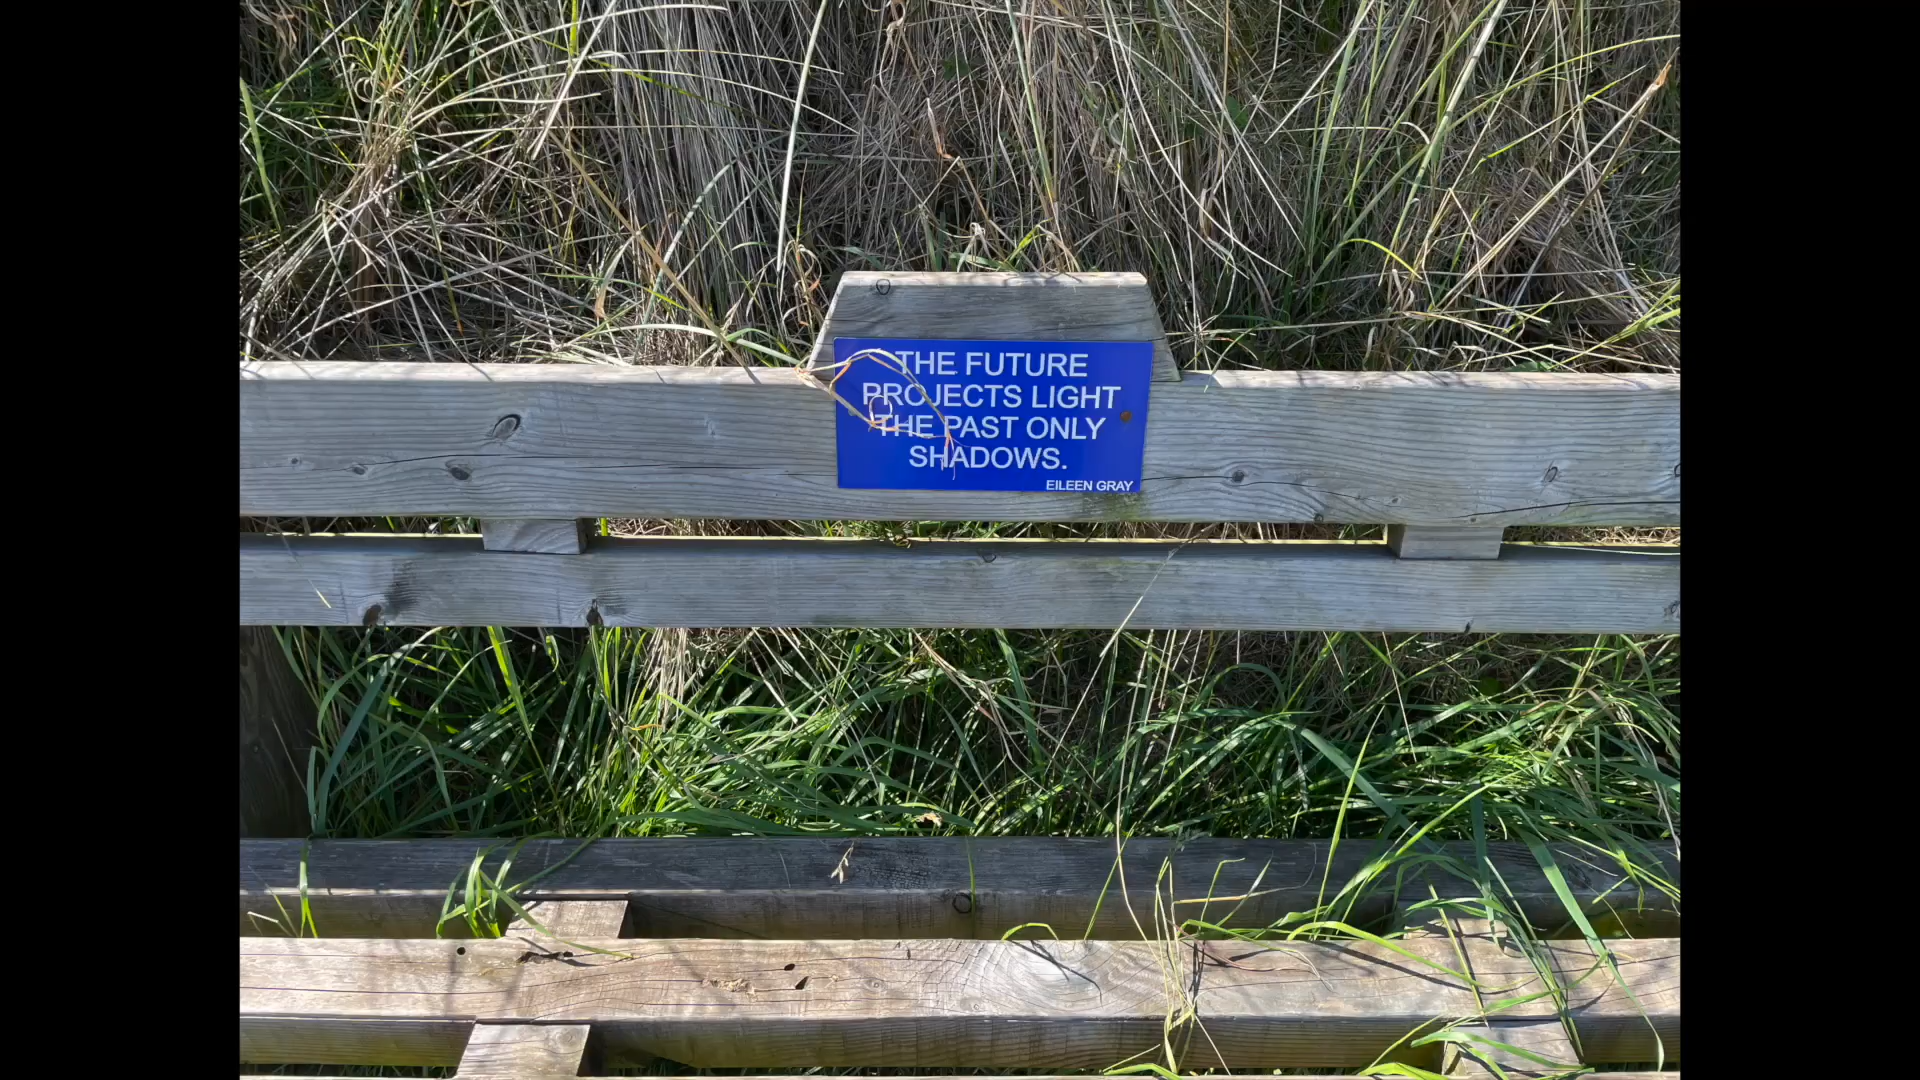 THE FUTURE
PROJECTS LIGHT
THE PAST ONLY
SHADOWS.
EILEEN GRAY